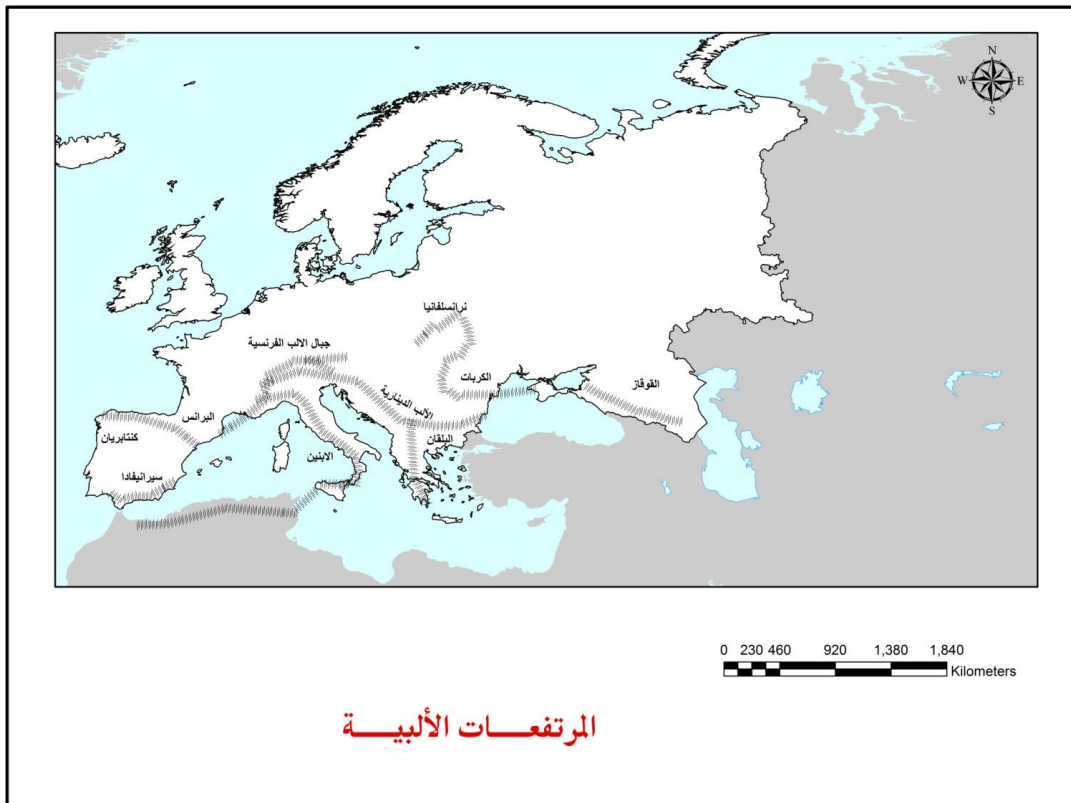 N
W E
S
نرانسلفانيا
جبال الالب الفرنسية
الكربات
القوقاز
الألب الدينارية
البرانس
كنتابريان
البلقان
الابنين
سيرانيفادا
0 230 460 920 1,380 1,840
Kilometers
المرتفعـــات الألبيـــة